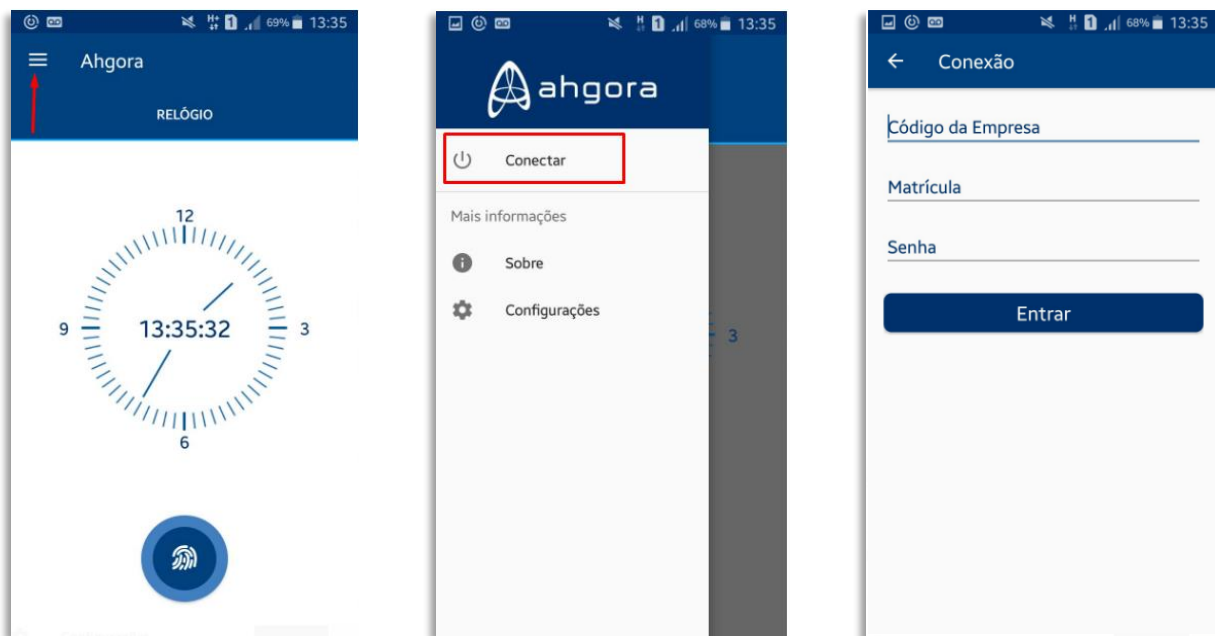 69% 13:35
Ahgora
RELÓGIO
12
9
13:35:32
3
6
68% 13:35
ahgora
Conectar
Mais informações
Sobre
Configurações
3
68% 13:35
Conexão
Código da Empresa
Matrícula
Senha
Entrar